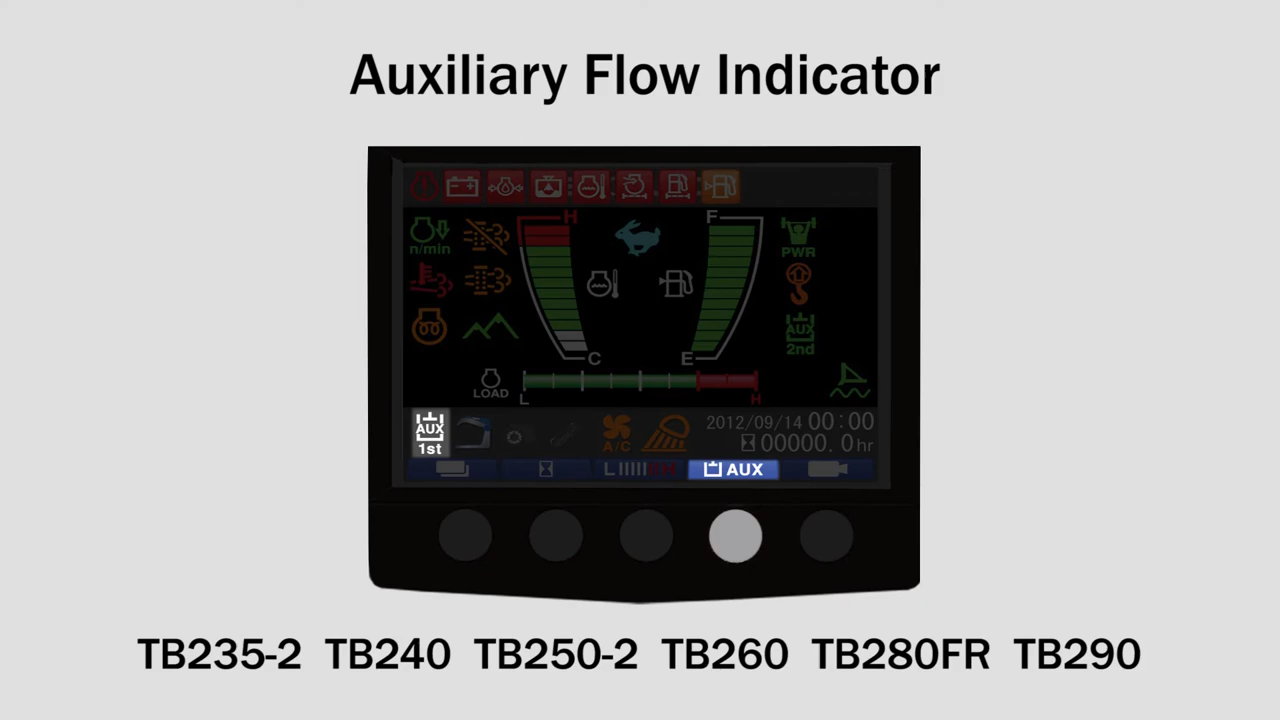 Auxiliary Flow Indicator
H F
n/min PWR
AUX
2nd
C E
LOAD
L H
AUX
1st
A/C
2012/09/14 00:00
00000.0hr
L H
AUX
TB235-2 TB240 TB250-2 TB260 TB280FR TB290